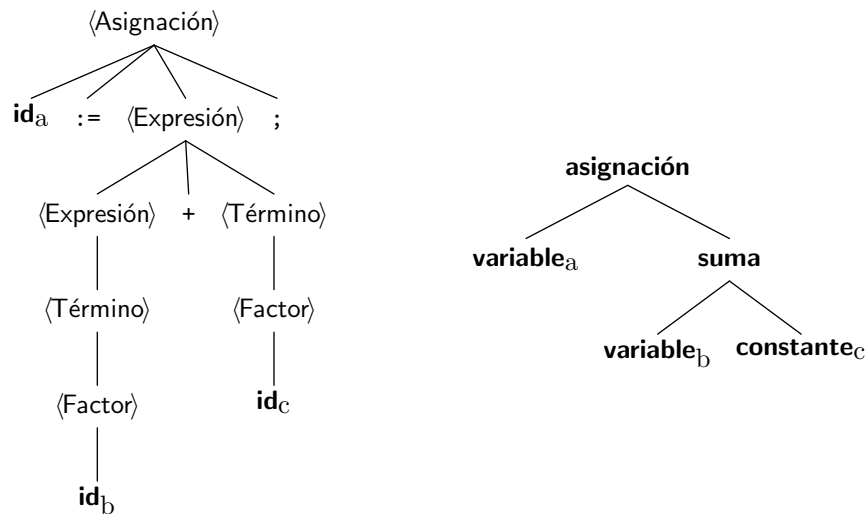 ⟨Asignación⟩
id_a := ⟨Expresión⟩ ;
⟨Expresión⟩ + ⟨Término⟩
⟨Término⟩ ⟨Factor⟩
⟨Factor⟩ id_c
id_b
asignación
variable_a suma
variable_b constante_c